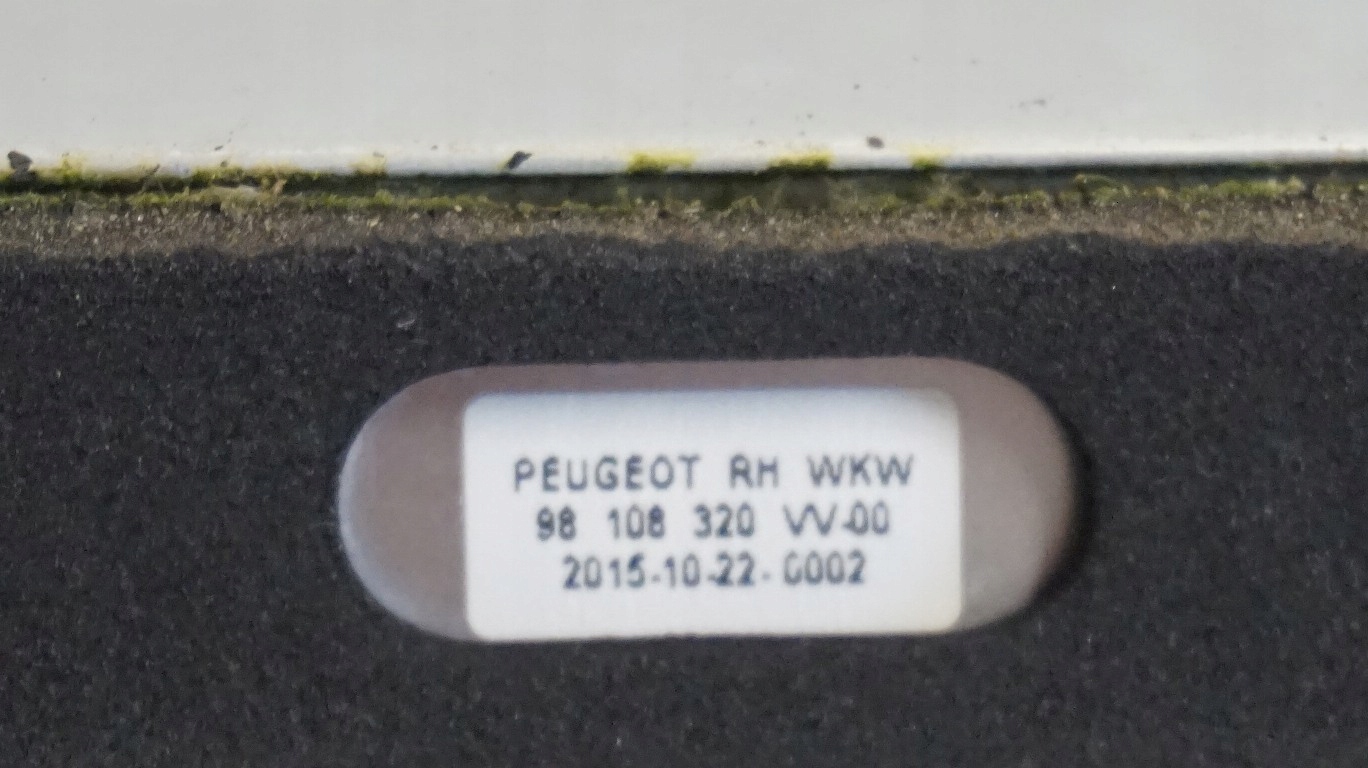 PEUGEOT RH WKW
98 108 320 VV-00
2015-10-22-0002